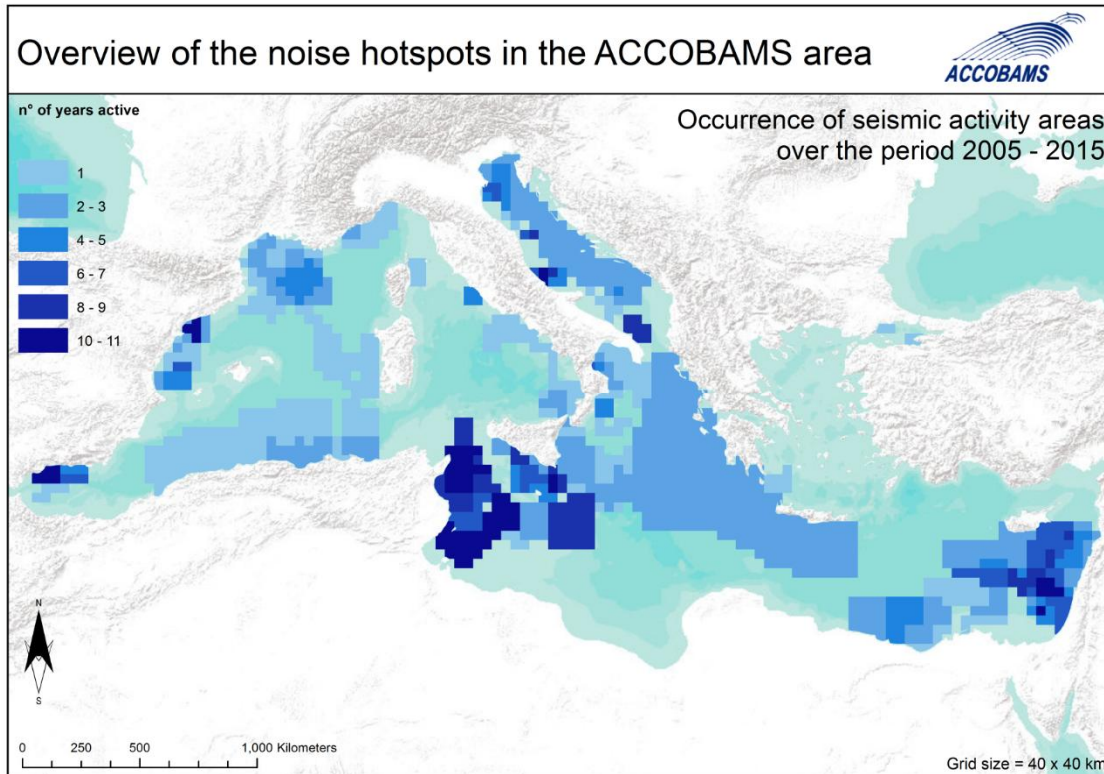 Overview of the noise hotspots in the ACCOBAMS area
ACCOBAMS
n° of years active
1
2 - 3
4 - 5
6 - 7
8 - 9
10 - 11
Occurrence of seismic activity areas
over the period 2005 - 2015
N
S
0 250 500 1,000 Kilometers
Grid size = 40 x 40 km